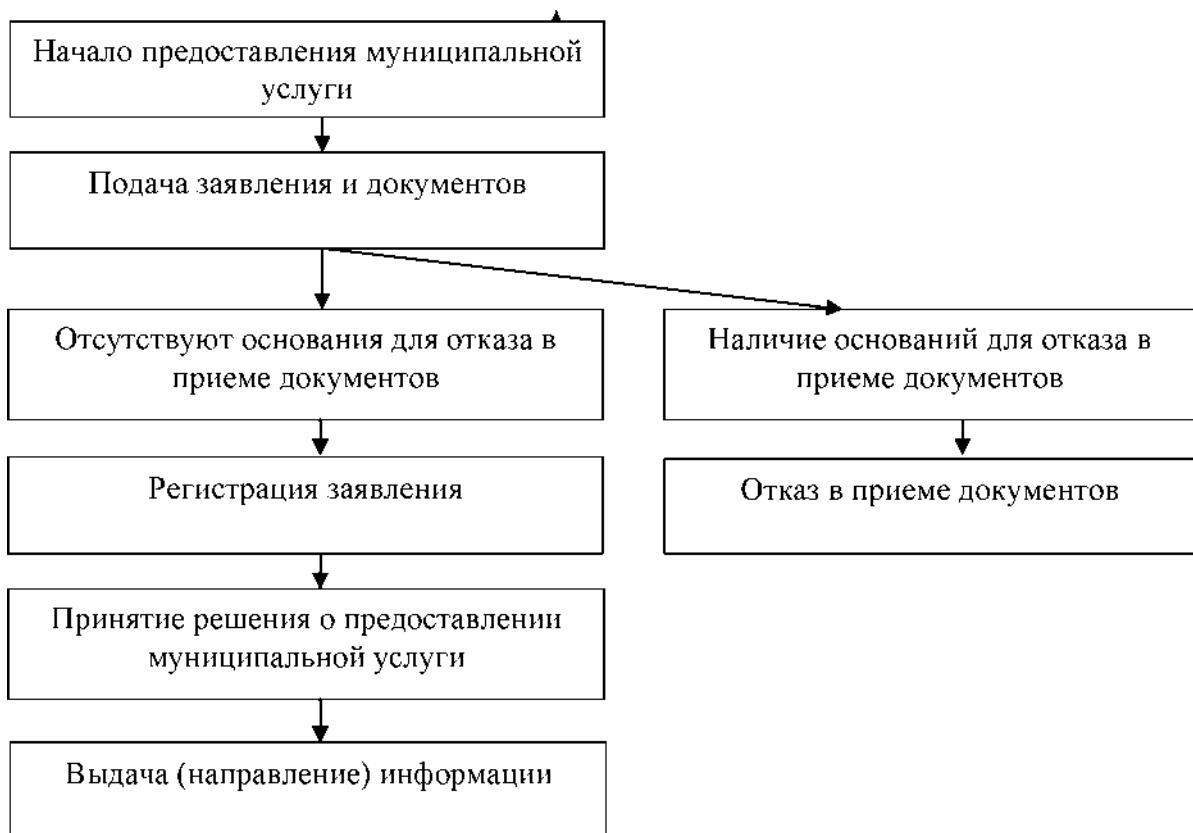 Начало предоставления муниципальной
услуги
Подача заявления и документов
Отсутствуют основания для отказа в
приеме документов
Наличие оснований для отказа в
приеме документов
Регистрация заявления
Отказ в приеме документов
Принятие решения о предоставлении
муниципальной услуги
Выдача (направление) информации